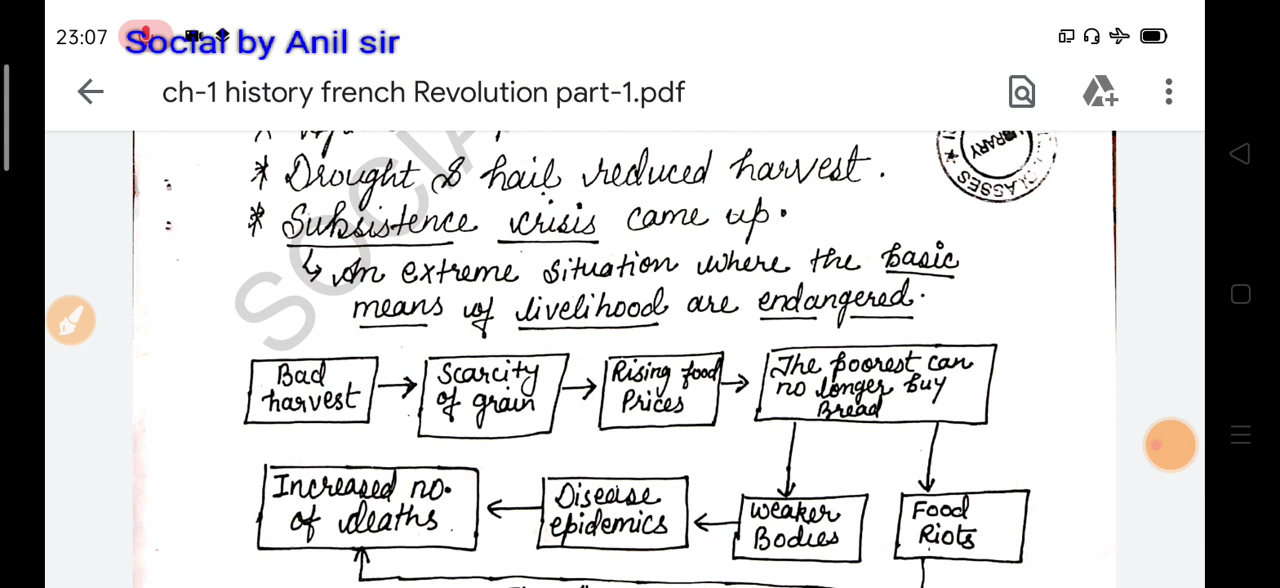 23:07
Social by Anil sir
ch-1 history french Revolution part-1.pdf
SOCIA
LIBRARY
CLASSES
* Drought & hail reduced harvest.
* Subsistence crisis came up.
↳ An extreme situation where the basic
means of livelihood are endangered.
Bad
harvest
→
Scarcity
of grain
→
Rising food
Prices
→
The poorest can
no longer buy
Bread
Increased no.
of deaths.
←
Disease
epidemics
←
Weaker
Bodies
Food
Riots